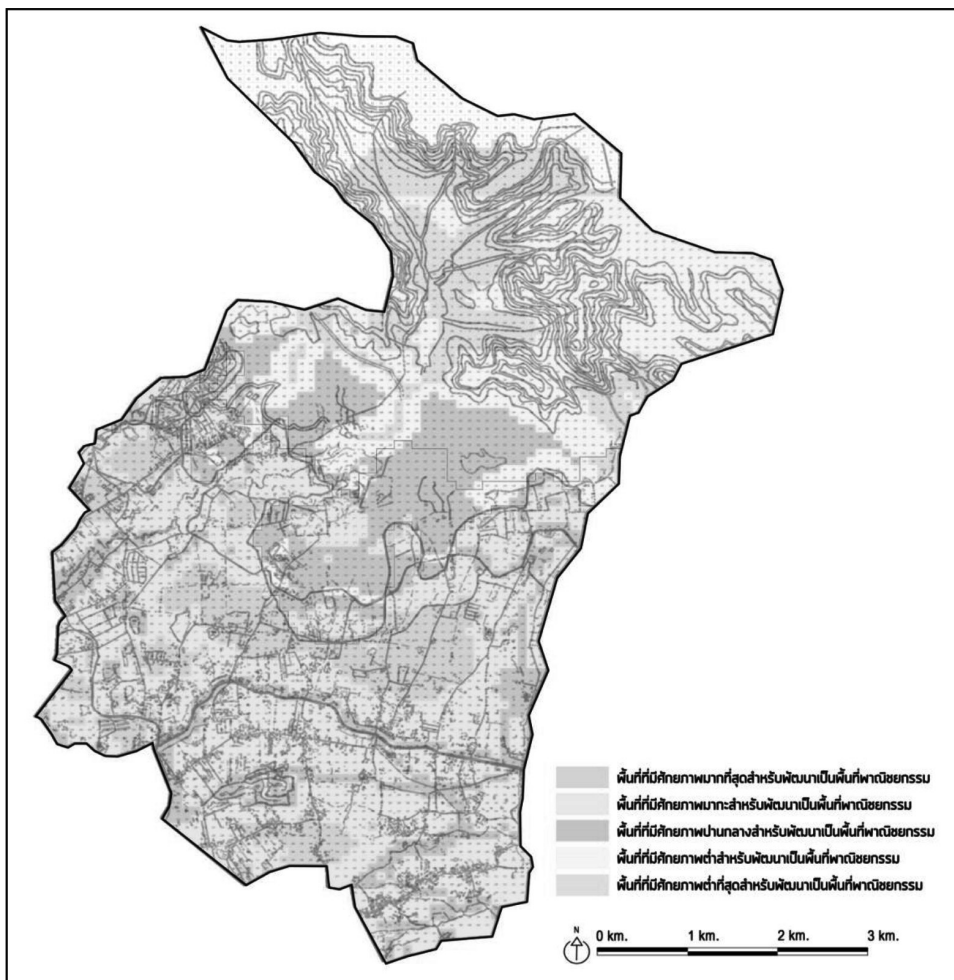 พื้นที่ที่มีศักยภาพมากที่สุดสำหรับพัฒนาเป็นพื้นที่พาณิชยกรรม
พื้นที่ที่มีศักยภาพมากะสำหรับพัฒนาเป็นพื้นที่พาณิชยกรรม
พื้นที่ที่มีศักยภาพปานกลางสำหรับพัฒนาเป็นพื้นที่พาณิชยกรรม
พื้นที่ที่มีศักยภาพต่ำสำหรับพัฒนาเป็นพื้นที่พาณิชยกรรม
พื้นที่ที่มีศักยภาพต่ำที่สุดสำหรับพัฒนาเป็นพื้นที่พาณิชยกรรม
N 0 km. 1 km. 2 km. 3 km.